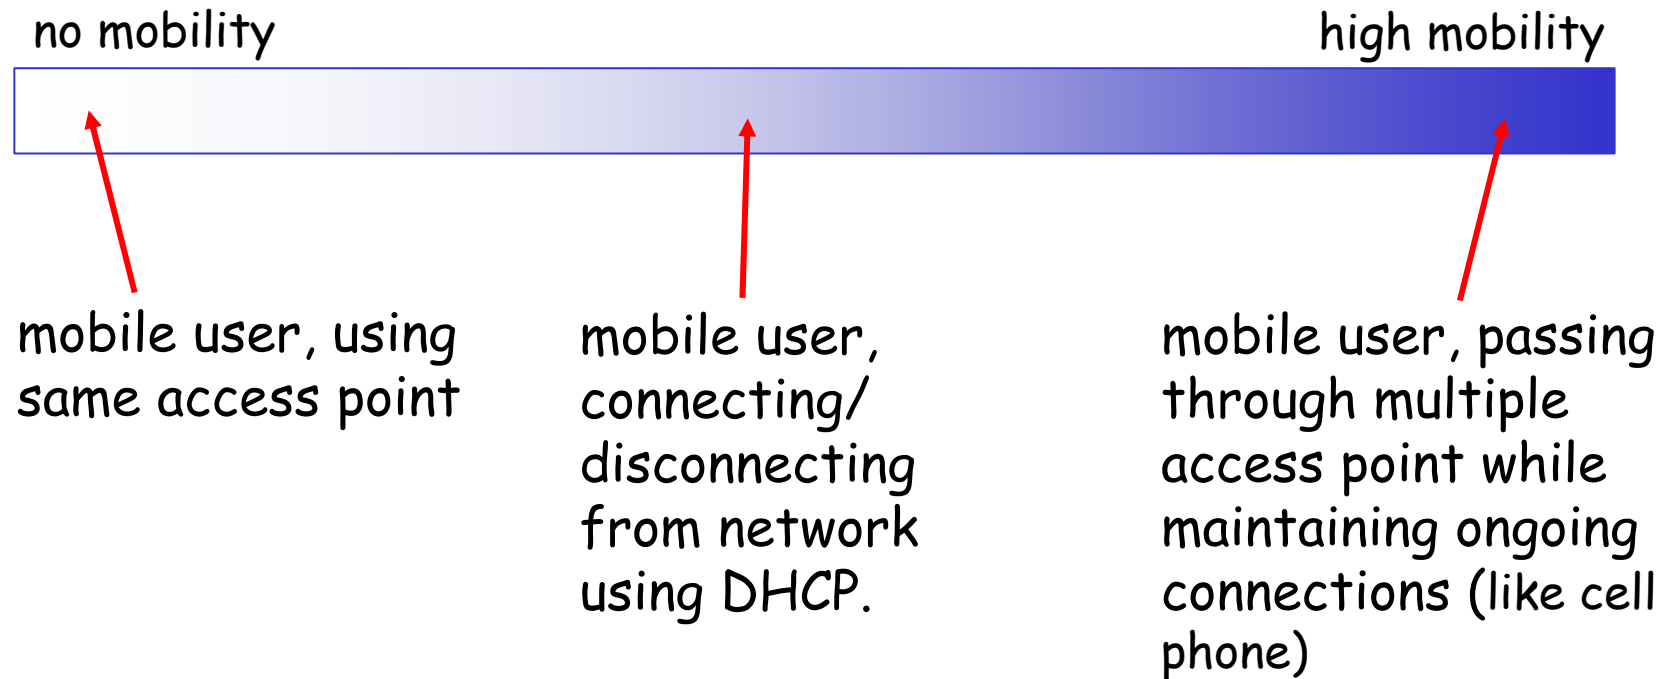 no mobility
high mobility
mobile user, using
same access point
mobile user,
connecting/
disconnecting
from network
using DHCP.
mobile user, passing
through multiple
access point while
maintaining ongoing
connections (like cell
phone)